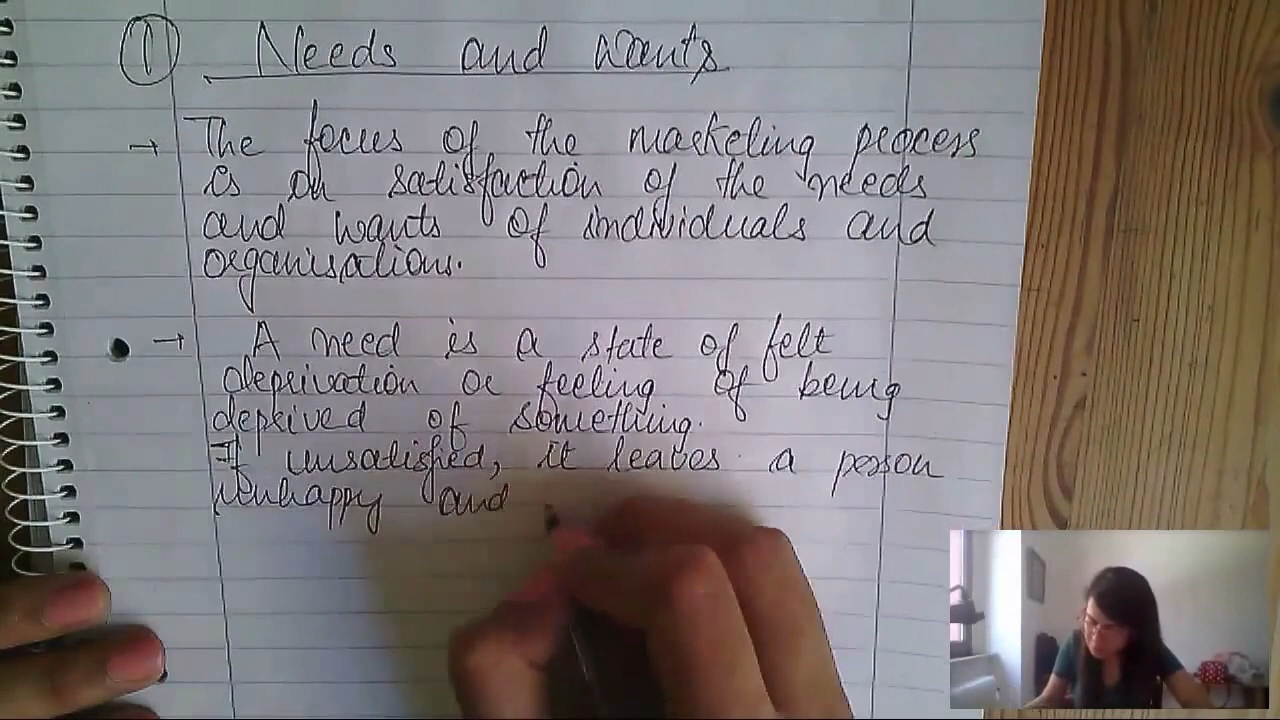 ① Needs and wants
→ The focus of the marketing process
is on satisfaction of the needs
and wants of individuals and
organisations.
→ A need is a state of felt
deprivation or feeling of being
deprived of something.
If unsatisfied, it leaves a person
unhappy and